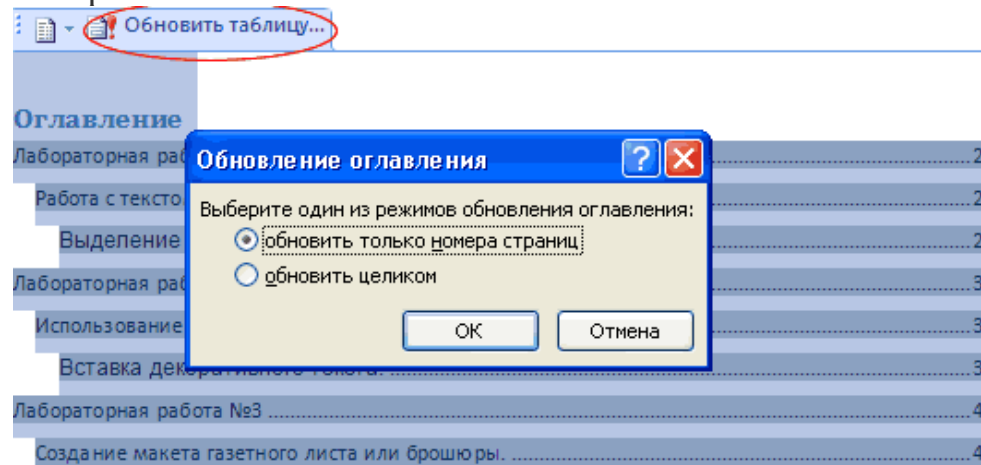 Обновить таблицу...
Оглавление
Лабораторная раб 2
Обновление оглавления
Работа с тексто 2
Выберите один из режимов обновления оглавления:
Выделение 2
обновить только номера страниц
обновить целиком
Лабораторная раб 3
Использование 3
ОК Отмена
Вставка декоративного текста. 3
Лабораторная работа №3 4
Создание макета газетного листа или брошюры. 4